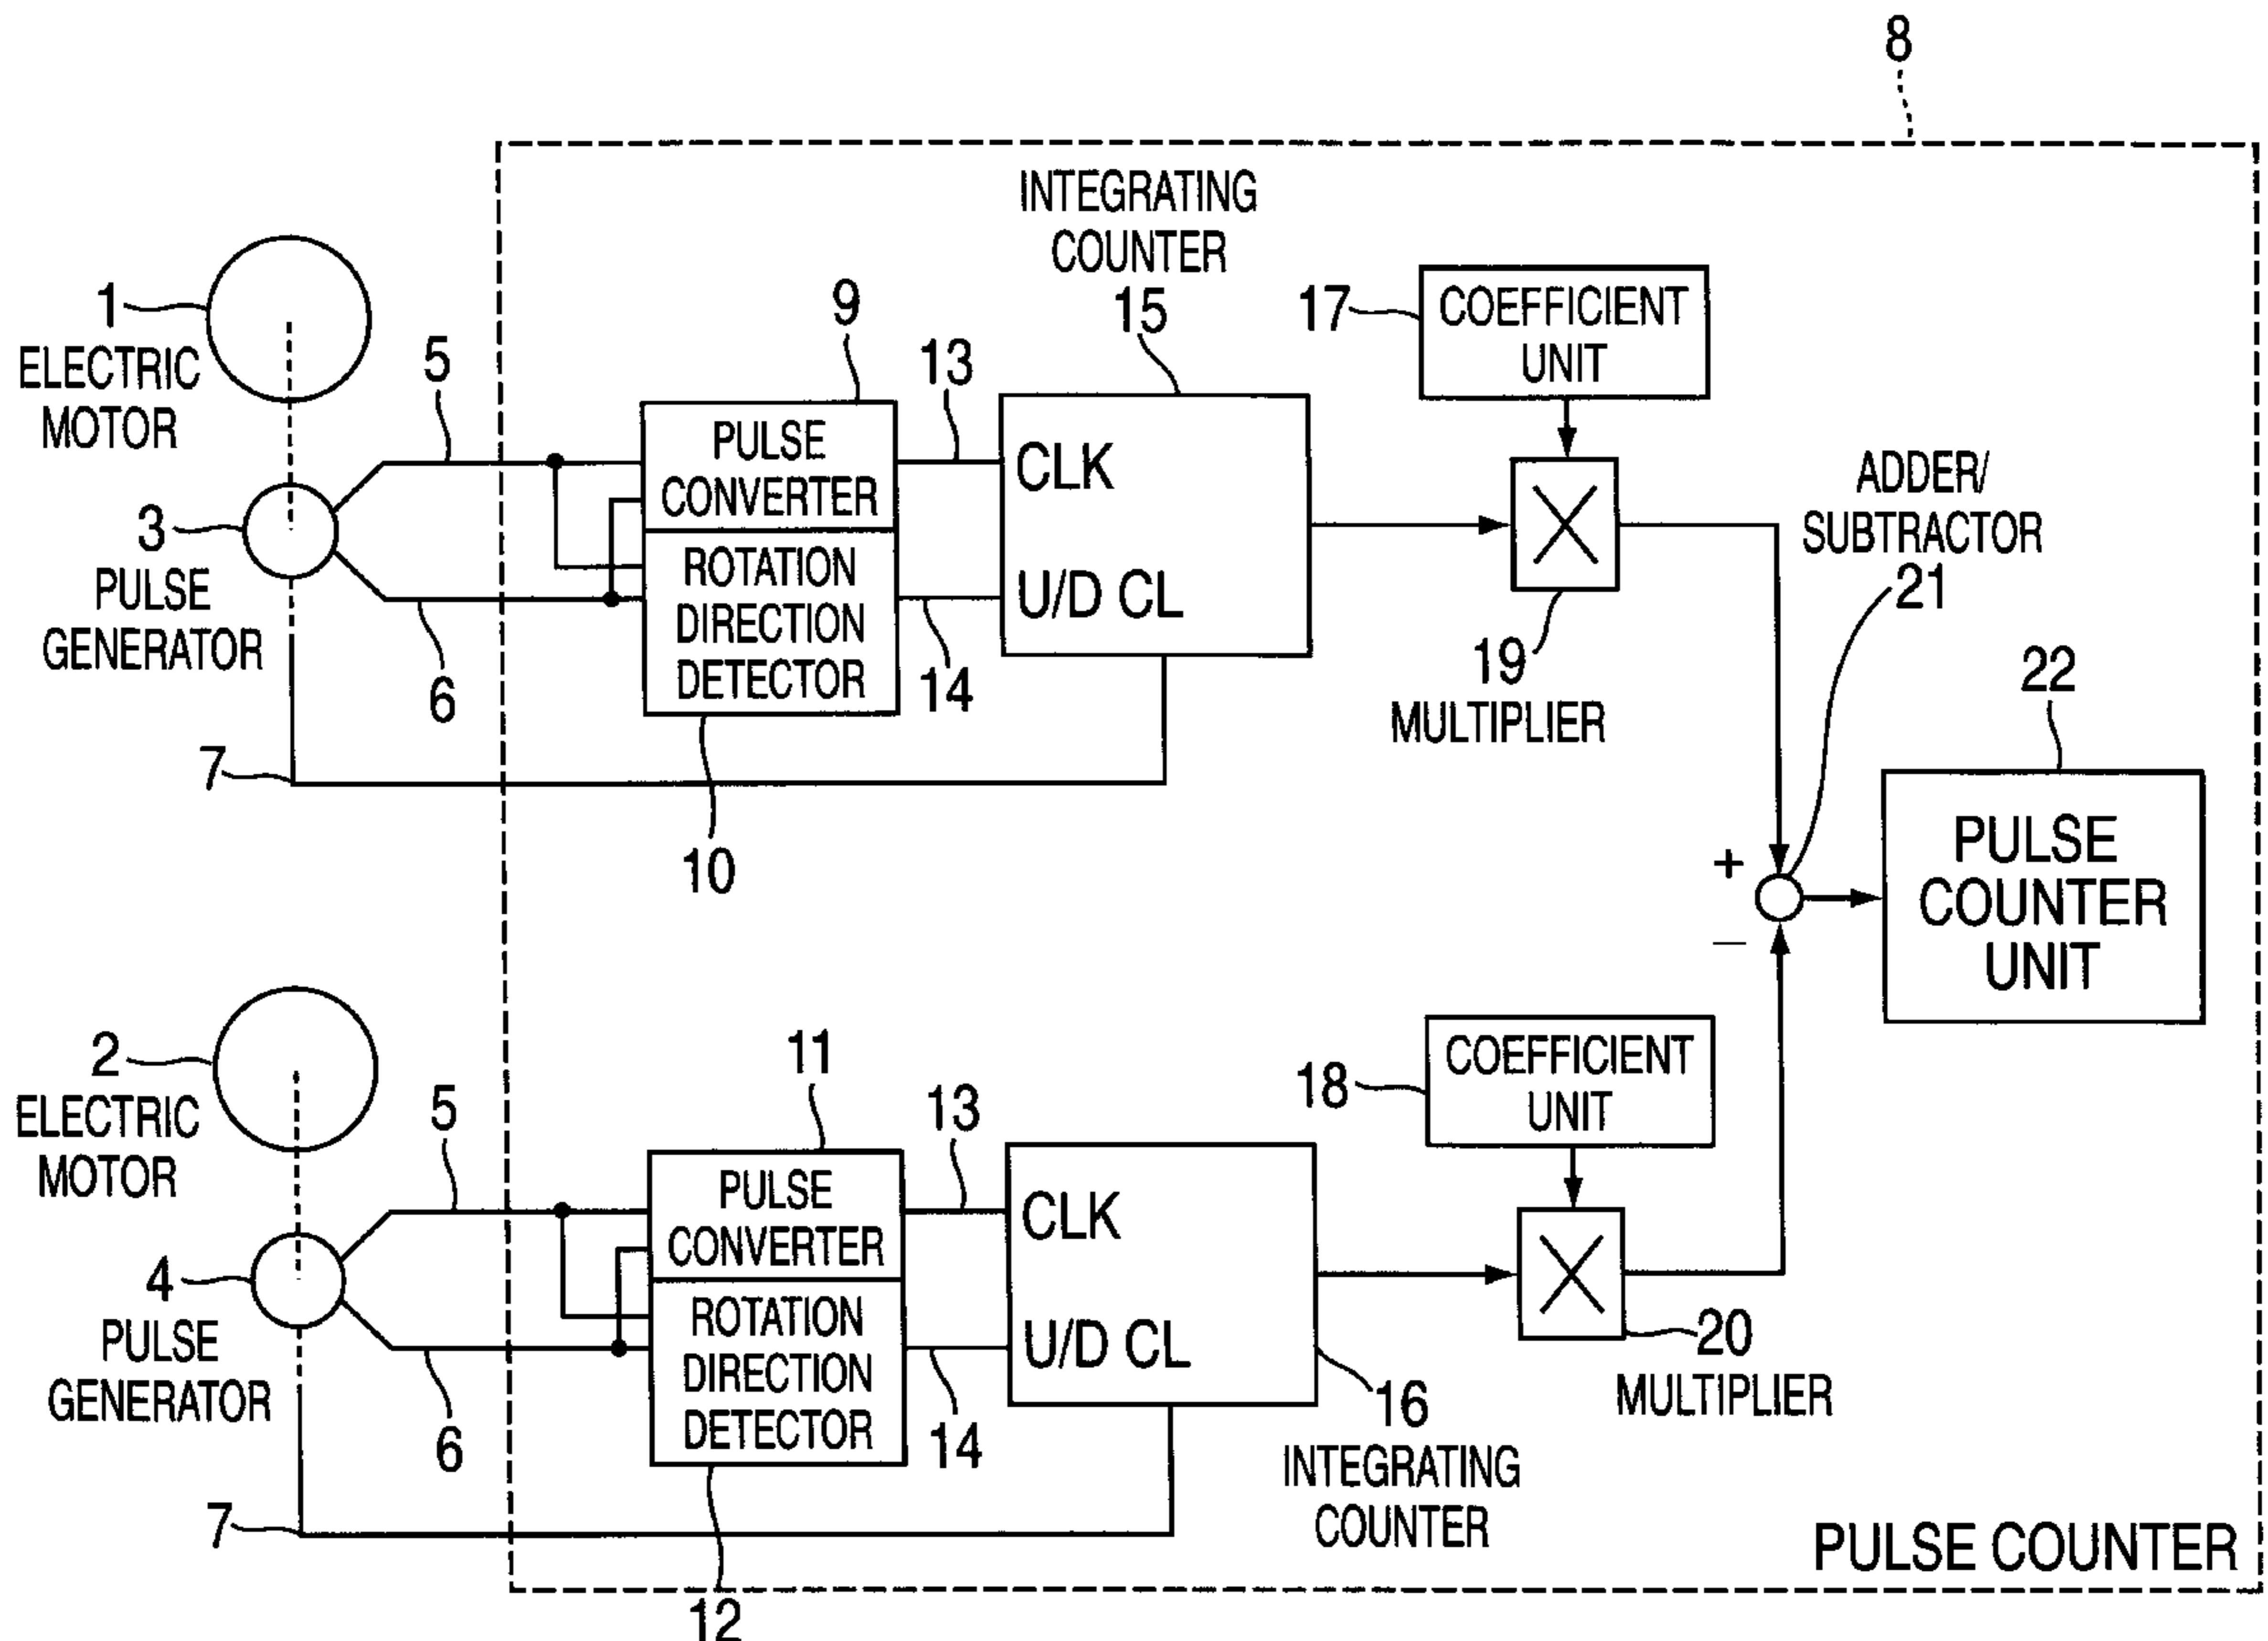 8
INTEGRATING
COUNTER
15
1
ELECTRIC
MOTOR
5
9
13
17
COEFFICIENT
UNIT
3
PULSE
GENERATOR
6
7
PULSE
CONVERTER
ROTATION
DIRECTION
DETECTOR
10
14
CLK
U/D CL
19
MULTIPLIER
ADDER/
SUBTRACTOR
21
22
+
−
PULSE
COUNTER
UNIT
2
ELECTRIC
MOTOR
5
11
13
18
COEFFICIENT
UNIT
4
PULSE
GENERATOR
6
7
PULSE
CONVERTER
ROTATION
DIRECTION
DETECTOR
12
14
CLK
U/D CL
16
INTEGRATING
COUNTER
20
MULTIPLIER
PULSE COUNTER